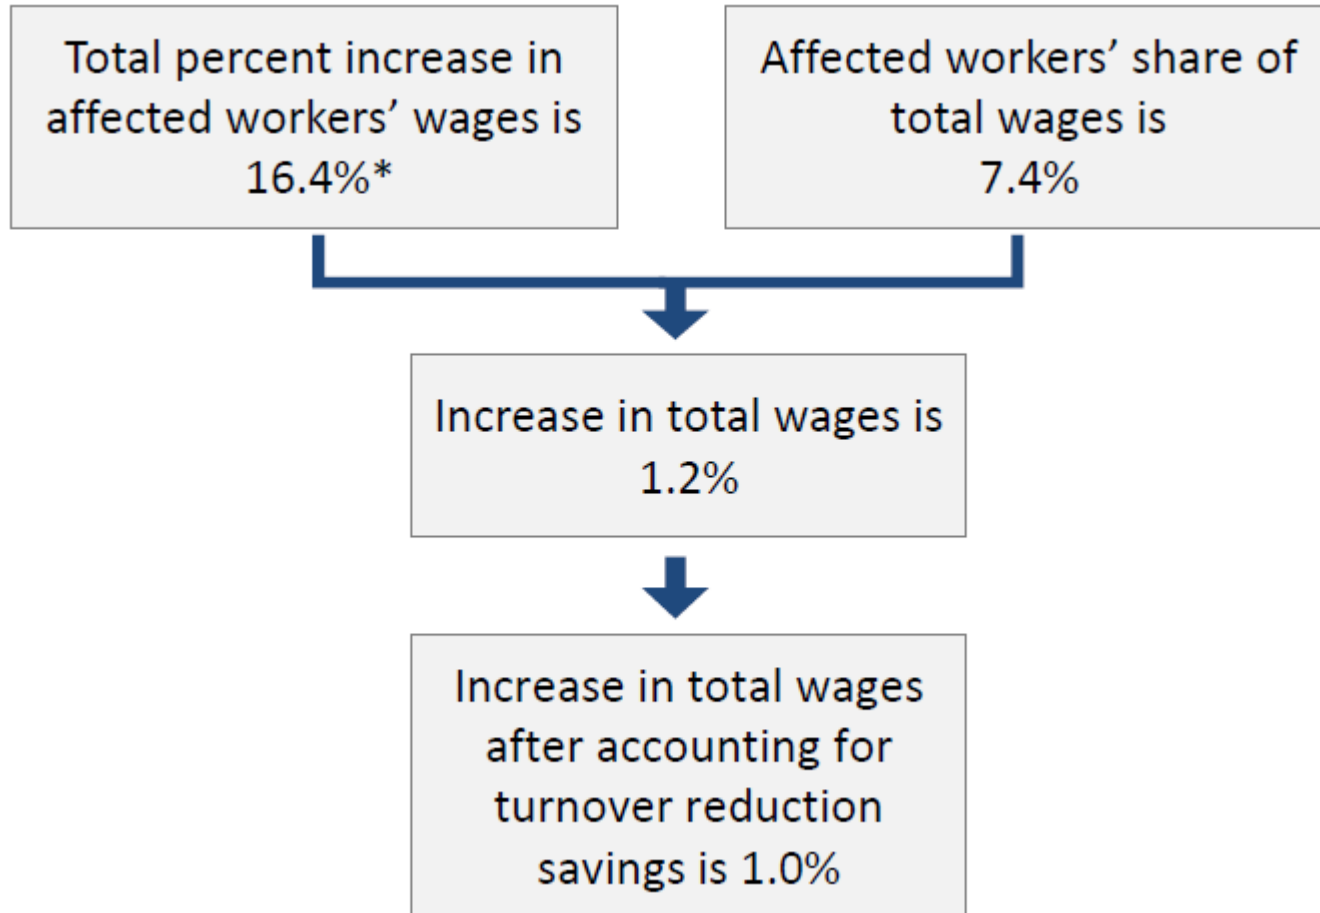 Total percent increase in
affected workers’ wages is
16.4%*
Affected workers’ share of
total wages is
7.4%
Increase in total wages is
1.2%
Increase in total wages
after accounting for
turnover reduction
savings is 1.0%